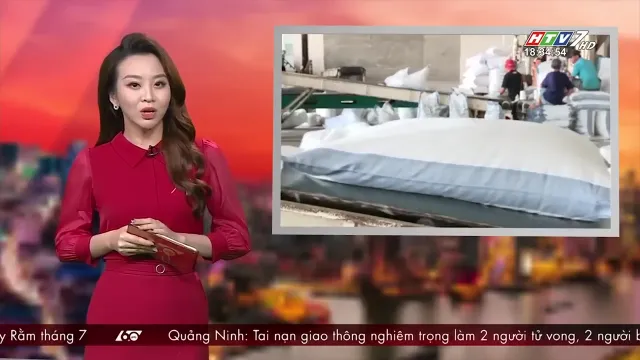 HTV7 HD
18:34:54
y Rằm tháng 7 60 Quảng Ninh: Tai nạn giao thông nghiêm trọng làm 2 người tử vong, 2 người b